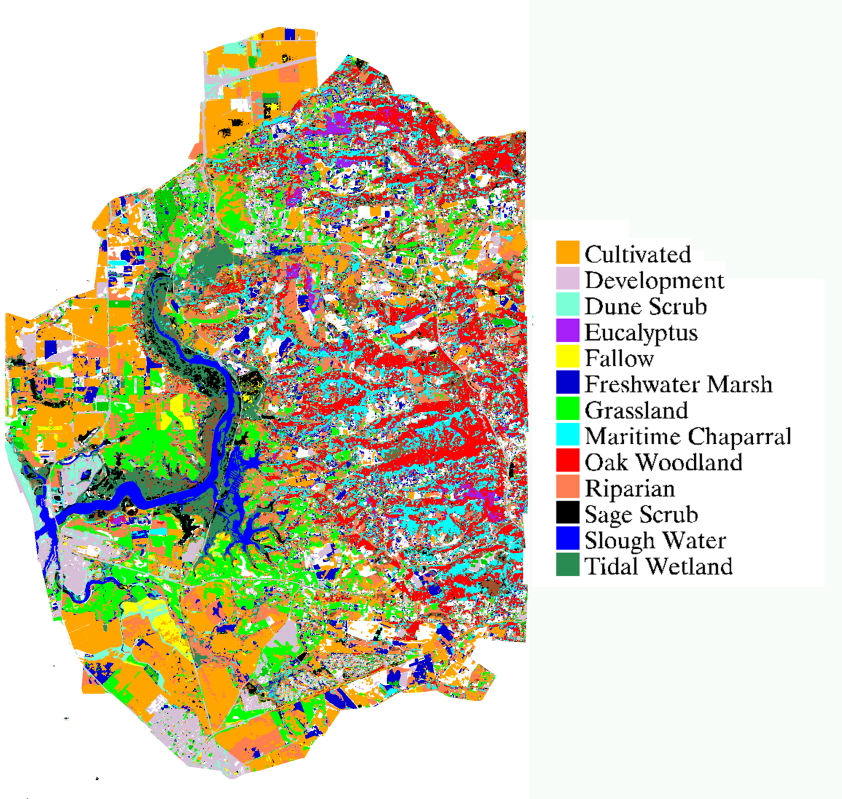 Cultivated
Development
Dune Scrub
Eucalyptus
Fallow
Freshwater Marsh
Grassland
Maritime Chaparral
Oak Woodland
Riparian
Sage Scrub
Slough Water
Tidal Wetland